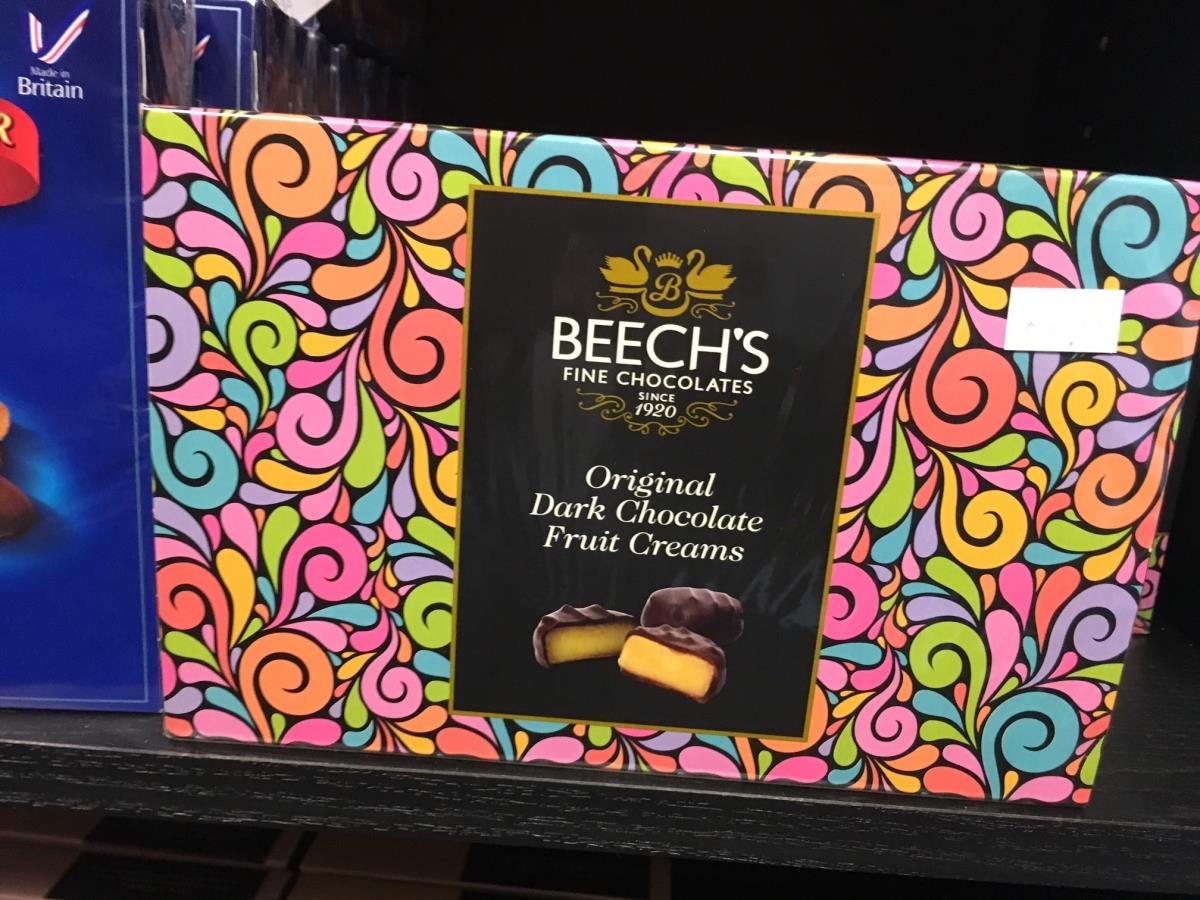 Made in
Britain
R
B
BEECH'S
FINE CHOCOLATES
SINCE
1920
Original
Dark Chocolate
Fruit Creams